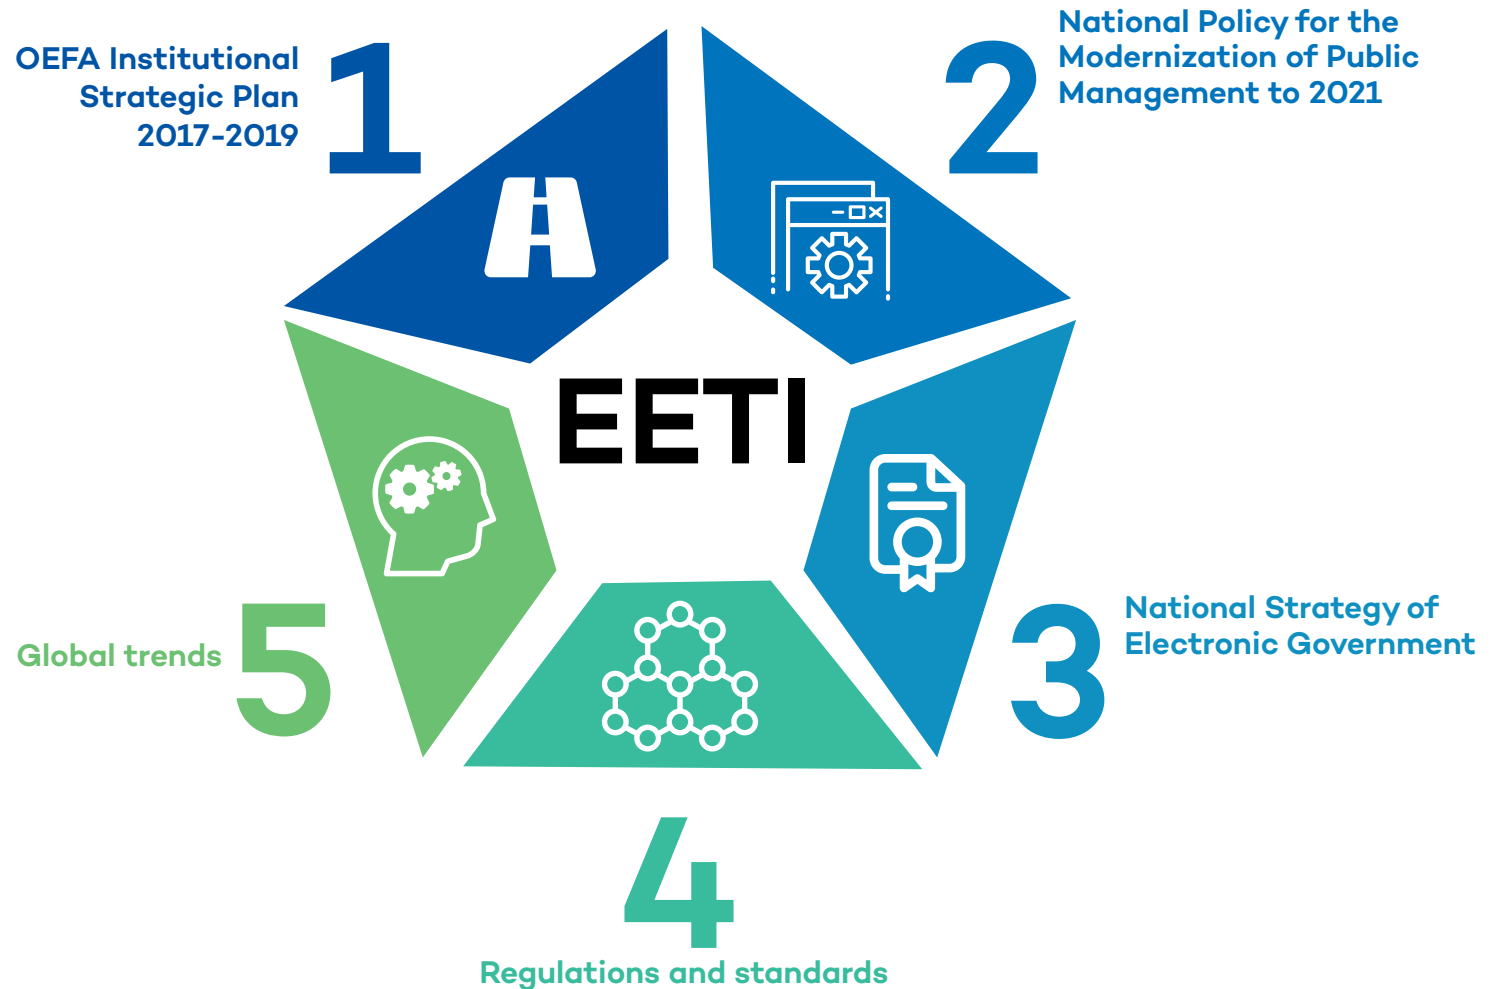 1
OEFA Institutional
Strategic Plan
2017-2019
2
National Policy for the
Modernization of Public
Management to 2021
EETI
3
National Strategy of
Electronic Government
4
Regulations and standards
5
Global trends